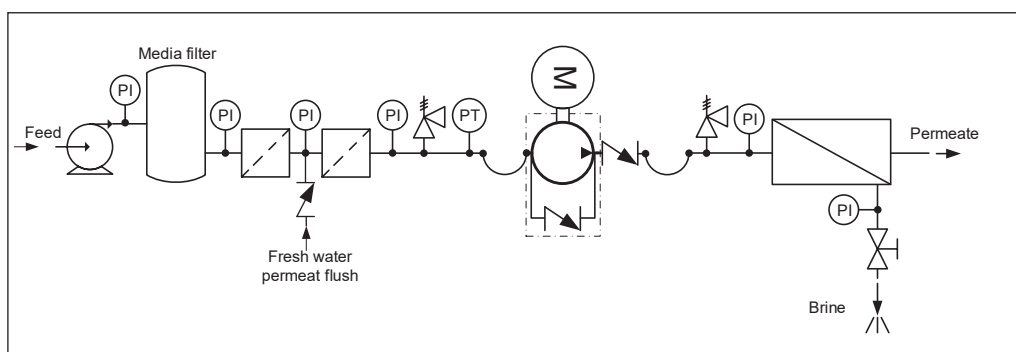 Media filter
PI
PI
PI
PI
PT
M
PI
Feed
Permeate
PI
Fresh water
permeat flush
Brine